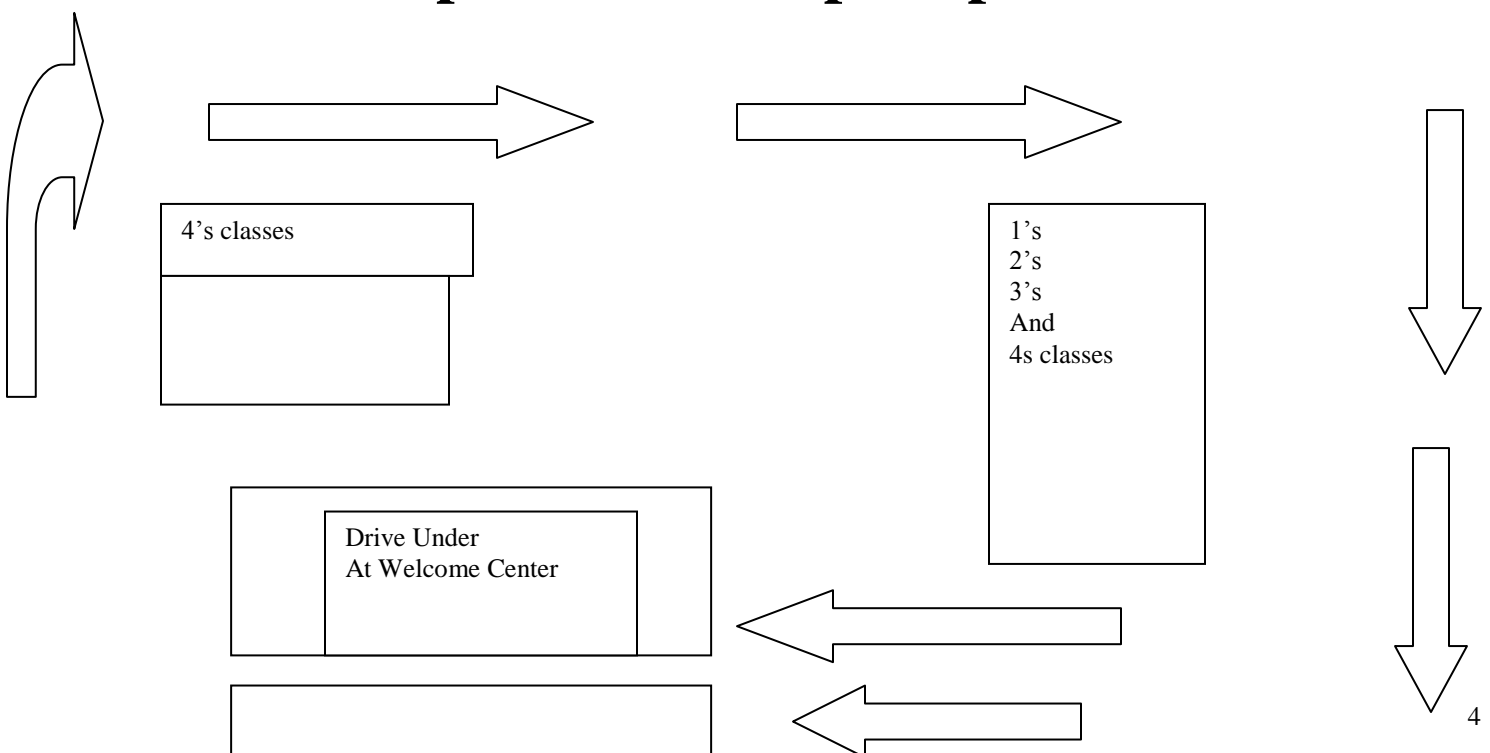 4’s classes
1’s
2’s
3’s
And
4s classes
Drive Under
At Welcome Center
4